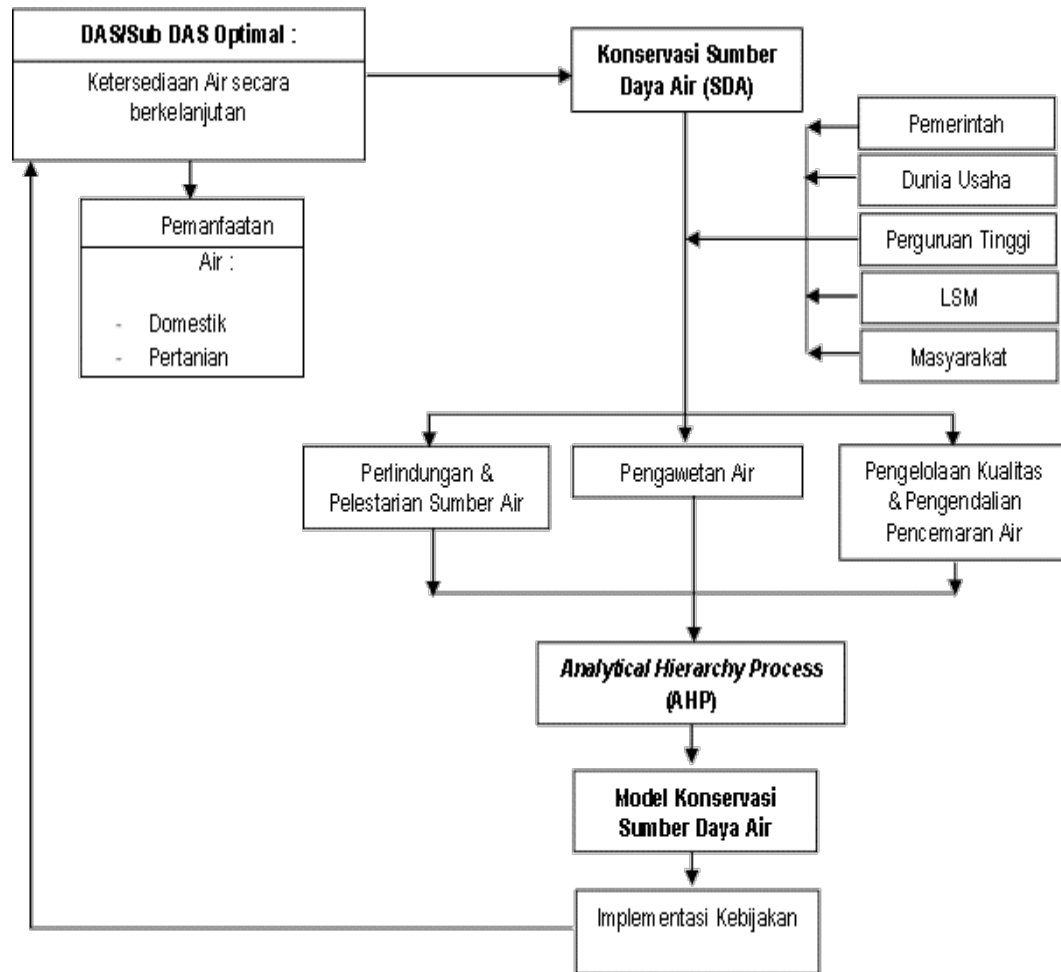 DAS/Sub DAS Optimal :
Ketersediaan Air secara
berkelanjutan
Konservasi Sumber
Daya Air (SDA)
Pemerintah
Dunia Usaha
Perguruan Tinggi
LSM
Masyarakat
Pemanfaatan
Air :
- Domestik
- Pertanian
Perlindungan &
Pelestarian Sumber Air
Pengawetan Air
Pengelolaan Kualitas
& Pengendalian
Pencemaran Air
Analytical Hierarchy Process
(AHP)
Model Konservasi
Sumber Daya Air
Implementasi Kebijakan